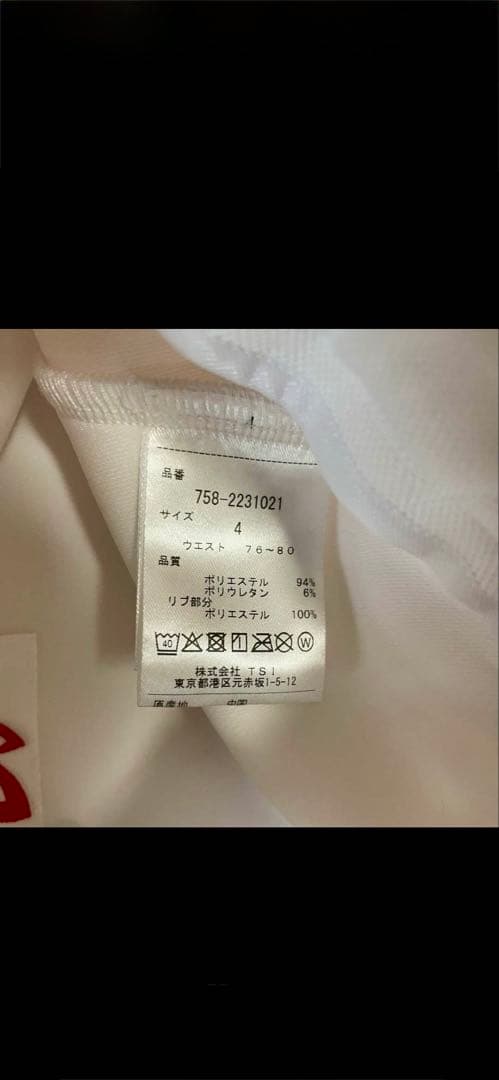 品番
758-2231021
サイズ
4
ウエスト 76~80
品質
ポリエステル 94%
ポリウレタン 6%
リブ部分
ポリエステル 100%
40 W
株式会社 TSI
東京都港区元赤坂1-5-12
原産地 中国